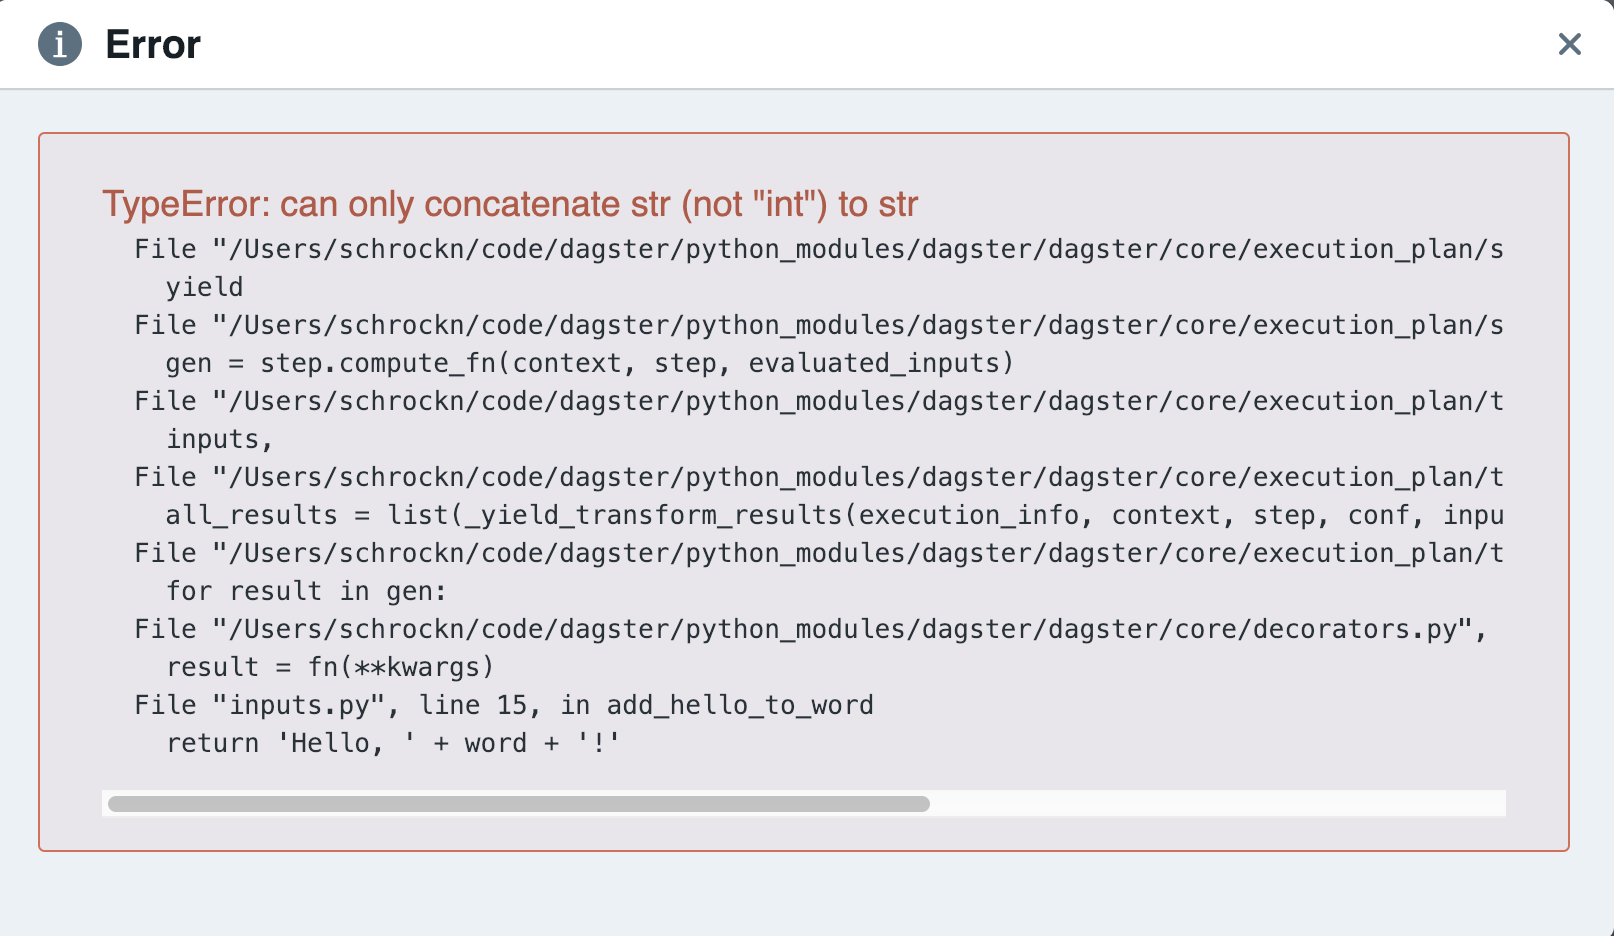 Error
TypeError: can only concatenate str (not "int") to str
File "/Users/schrockn/code/dagster/python_modules/dagster/dagster/core/execution_plan/s
yield
File "/Users/schrockn/code/dagster/python_modules/dagster/dagster/core/execution_plan/s
gen = step.compute_fn(context, step, evaluated_inputs)
File "/Users/schrockn/code/dagster/python_modules/dagster/dagster/core/execution_plan/t
inputs,
File "/Users/schrockn/code/dagster/python_modules/dagster/dagster/core/execution_plan/t
all_results = list(_yield_transform_results(execution_info, context, step, conf, inpu
File "/Users/schrockn/code/dagster/python_modules/dagster/dagster/core/execution_plan/t
for result in gen:
File "/Users/schrockn/code/dagster/python_modules/dagster/dagster/core/decorators.py",
result = fn(**kwargs)
File "inputs.py", line 15, in add_hello_to_word
return 'Hello, ' + word + '!'